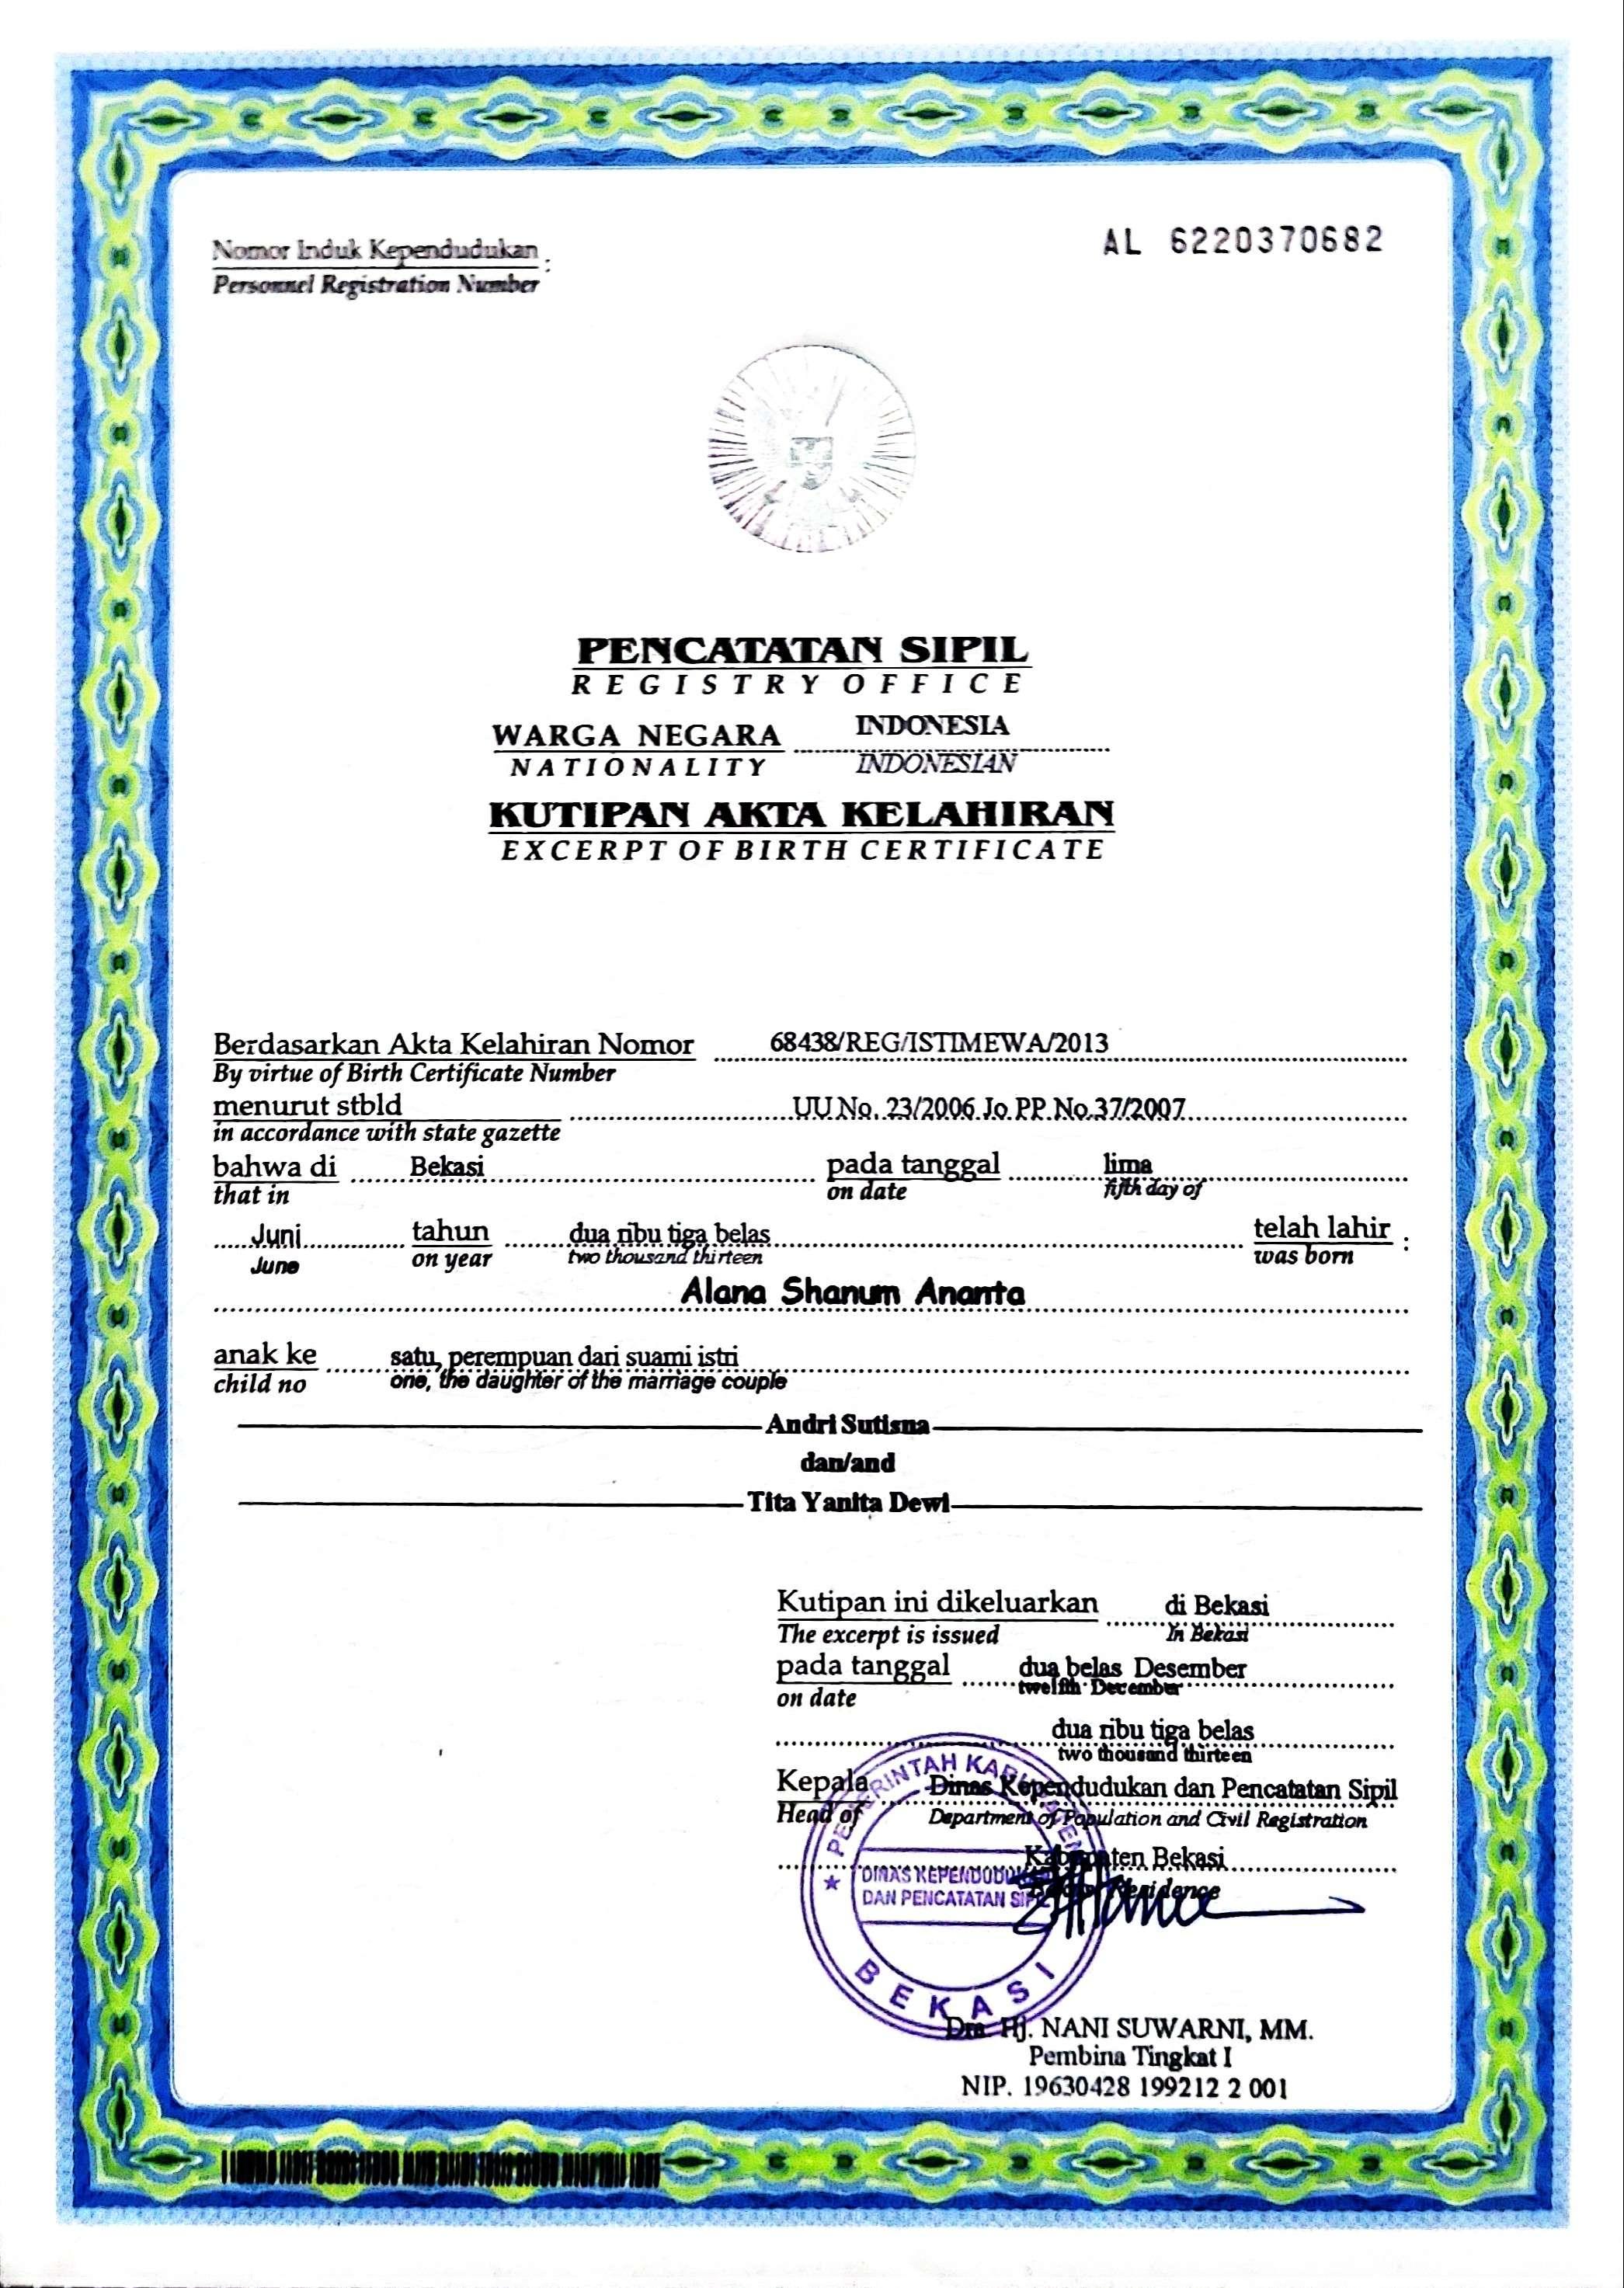 Nomor Induk Kependudukan :
Personnel Registration Number
AL 6220370682
PENCATATAN SIPIL
REGISTRY OFFICE
WARGA NEGARA INDONESIA
NATIONALITY INDONESIAN
KUTIPAN AKTA KELAHIRAN
EXCERPT OF BIRTH CERTIFICATE
Berdasarkan Akta Kelahiran Nomor 68438/REG/ISTIMEWA/2013
By virtue of Birth Certificate Number
menurut stbld UU No. 23/2006 Jo PP No.37/2007
in accordance with state gazette
bahwa di Bekasi pada tanggal lima
that in on date fifth day of
Juni tahun dua ribu tiga belas telah lahir :
June on year two thousand thirteen was born
Alana Shanum Ananta
anak ke satu, perempuan dari suami istri
child no one, the daughter of the marriage couple
Andri Sutisna
dan/and
Tita Yanita Dewi
Kutipan ini dikeluarkan di Bekasi
The excerpt is issued In Bekasi
pada tanggal dua belas Desember
on date twelfth December
dua ribu tiga belas
two thousand thirteen
Kepala Dinas Kependudukan dan Pencatatan Sipil
Head of Department of Population and Civil Registration
Kabupaten Bekasi
Residence
PEMERINTAH KABUPATEN
DINAS KEPENDUDUKAN
DAN PENCATATAN SIPIL
BEKASI
Dra. Hj. NANI SUWARNI, MM.
Pembina Tingkat I
NIP. 19630428 199212 2 001